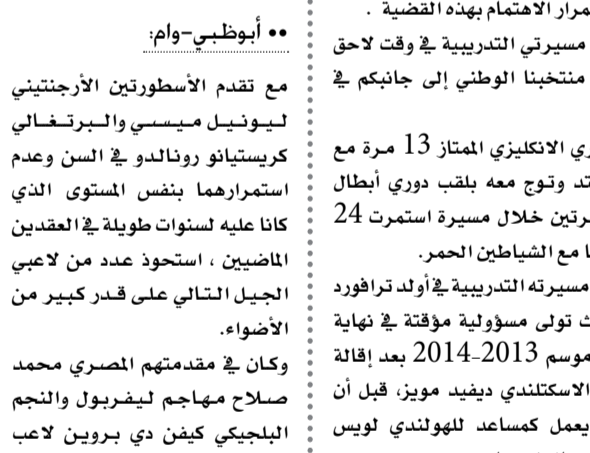 ـمرار الاهتمام بهذه القضية .
مسيرتي التدريبية في وقت لاحق
منتخبنا الوطني إلى جانبكم في
ري الانكليزي الممتاز 13 مرة مع
ـتد وتوج معه بلقب دوري أبطال
ـرتين خلال مسيرة استمرت 24
ـا مع الشياطين الحمر.
مسيرته التدريبية في أولد ترافورد
ث تولى مسؤولية مؤقتة في نهاية
موسم 2013-2014 بعد إقالة
الاسكتلندي ديفيد مويز، قبل أن
يعمل كمساعد للهولندي لويس
•• أبوظبي-وام:
مع تقدم الأسطورتين الأرجنتيني
ليونيل ميسي والبرتغالي
كريستيانو رونالدو في السن وعدم
استمرارهما بنفس المستوى الذي
كانا عليه لسنوات طويلة في العقدين
الماضيين ، استحوذ عدد من لاعبي
الجيل التالي على قدر كبير من
الأضواء.
وكان في مقدمتهم المصري محمد
صلاح مهاجم ليفربول والنجم
البلجيكي كيفن دي بروين لاعب